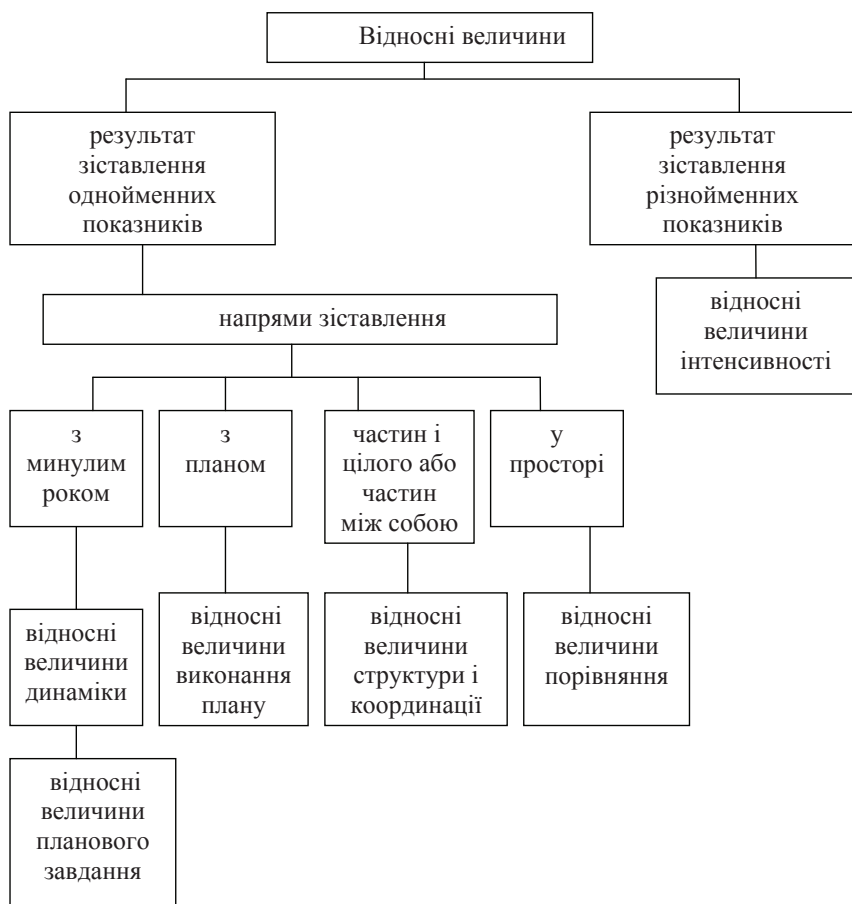 Відносні величини
результат
зіставлення
однойменних
показників
результат
зіставлення
різнойменних
показників
напрями зіставлення
відносні
величини
інтенсивності
з
минулим
роком
з
планом
частин і
цілого або
частин
між собою
у
просторі
відносні
величини
динаміки
відносні
величини
виконання
плану
відносні
величини
структури і
координації
відносні
величини
порівняння
відносні
величини
планового
завдання